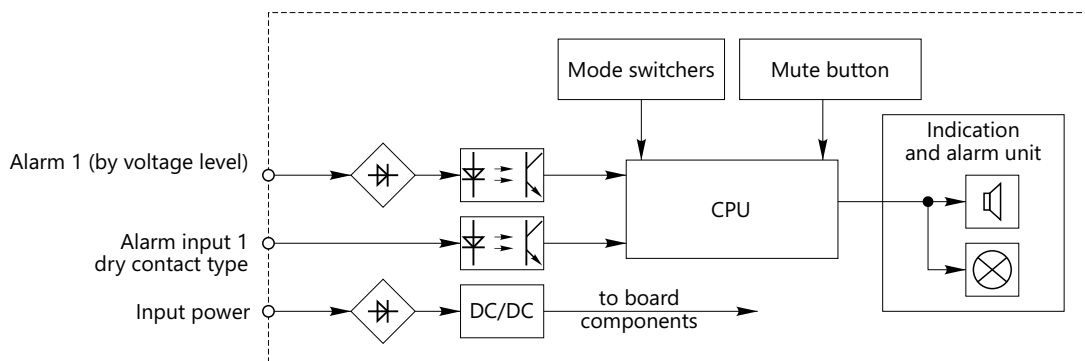 Mode switchers
Mute button
Indication
and alarm unit
Alarm 1 (by voltage level)
CPU
Alarm input 1
dry contact type
Input power
DC/DC
to board
components